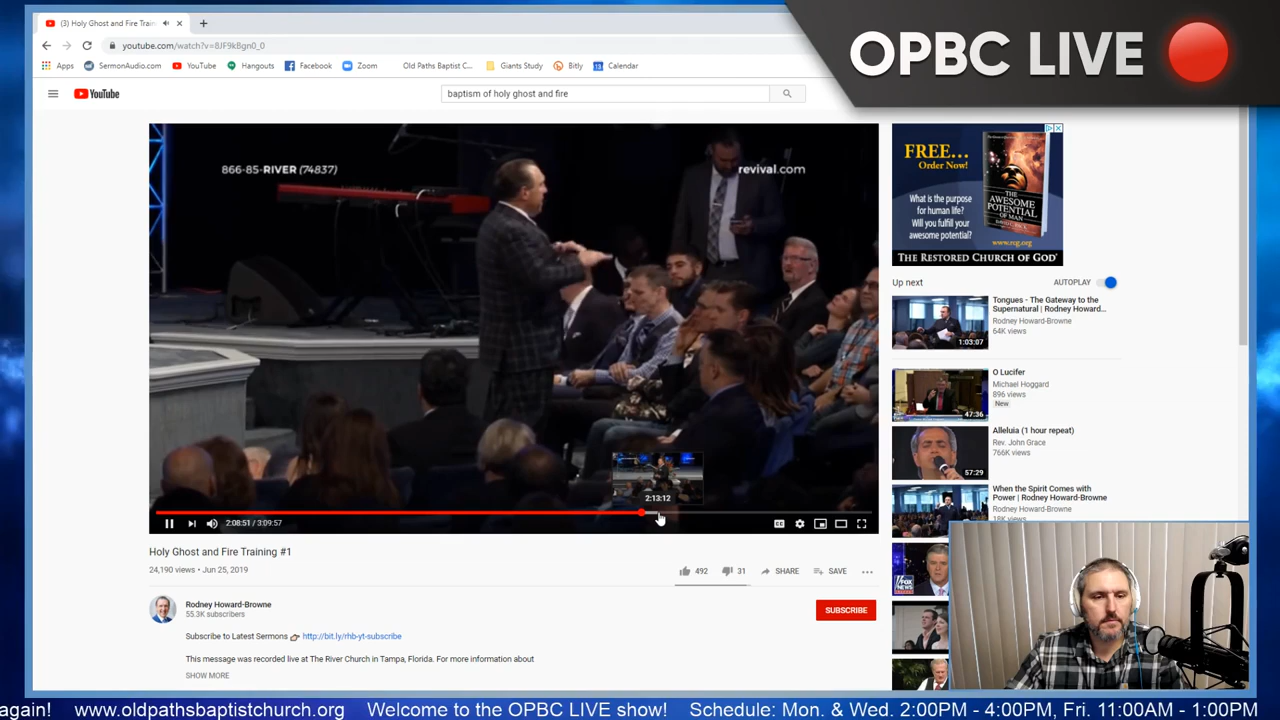 (3) Holy Ghost and Fire Train
OPBC LIVE
youtube.com/watch?v=8JF9kBgn0_0
Apps SermonAudio.com YouTube Hangouts Facebook Zoom Old Paths Baptist C... Giants Study Bitly Calendar
YouTube
baptism of holy ghost and fire
866-85-RIVER (74837)
revival.com
FREE...
Order Now!
What is the purpose
for human life?
Will you fulfill your
awesome potential?
THE
AWESOME
POTENTIAL
OF MAN
www.rcg.org
THE RESTORED CHURCH OF GOD
Up next
AUTOPLAY
Tongues - The Gateway to the
Supernatural | Rodney Howard...
Rodney Howard-Browne
64K views
1:03:07
O Lucifer
Michael Hoggard
896 views
New
47:36
Alleluia (1 hour repeat)
Rev. John Grace
766K views
57:29
When the Spirit Comes with
Power | Rodney Howard-Browne
18K views
2:13:12
2:08:51 / 3:09:57
CC
Holy Ghost and Fire Training #1
24,190 views • Jun 25, 2019
492 31 SHARE SAVE
Rodney Howard-Browne
55.3K subscribers
SUBSCRIBE
Subscribe to Latest Sermons 👉 http://bit.ly/rhb-yt-subscribe
This message was recorded live at The River Church in Tampa, Florida. For more information about
SHOW MORE
FOX
NEWS
again! www.oldpathsbaptistchurch.org Welcome to the OPBC LIVE show! Schedule: Mon. & Wed. 2:00PM - 4:00PM, Fri. 11:00AM - 1:00PM